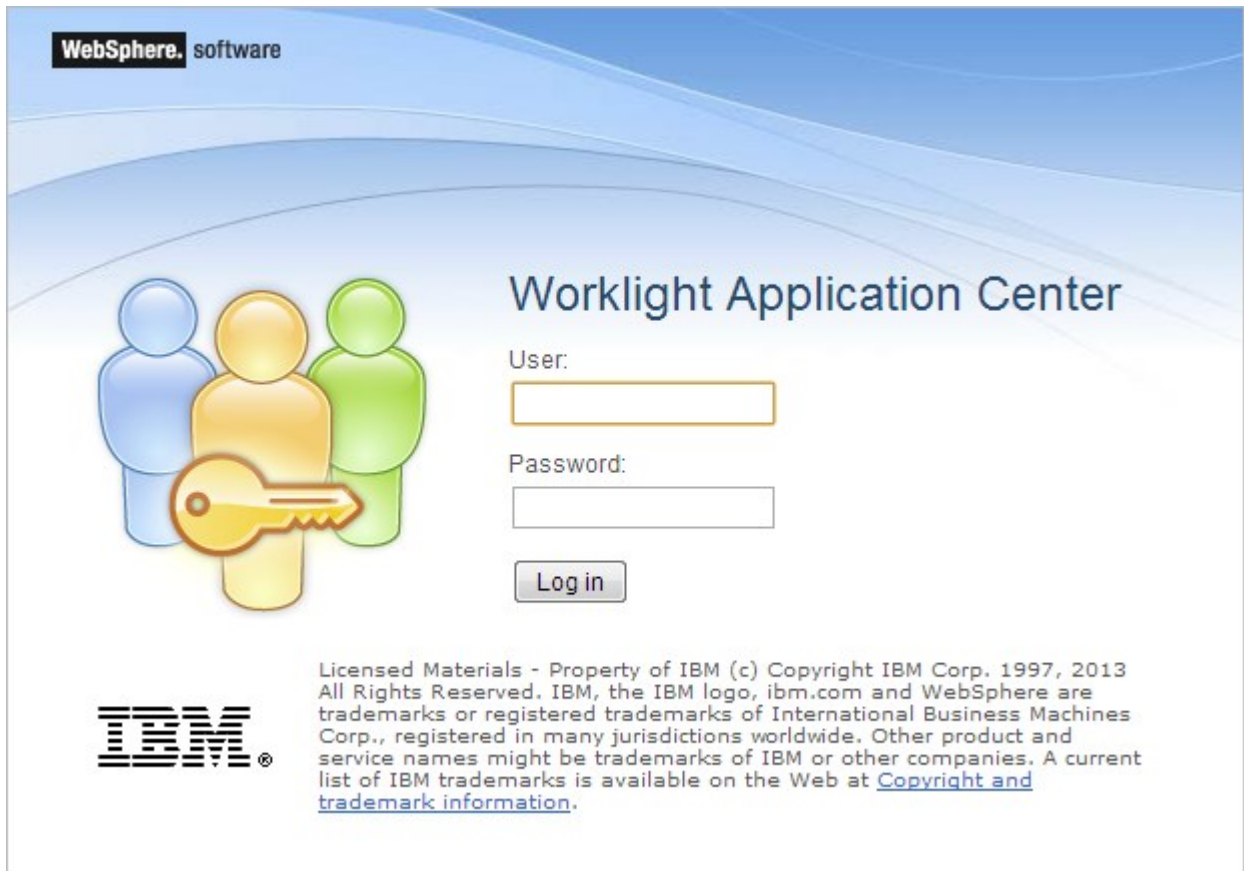 WebSphere. software
Worklight Application Center
User:
Password:
Log in
Licensed Materials - Property of IBM (c) Copyright IBM Corp. 1997, 2013
All Rights Reserved. IBM, the IBM logo, ibm.com and WebSphere are
trademarks or registered trademarks of International Business Machines
Corp., registered in many jurisdictions worldwide. Other product and
service names might be trademarks of IBM or other companies. A current
list of IBM trademarks is available on the Web at Copyright and
trademark information.
IBM®